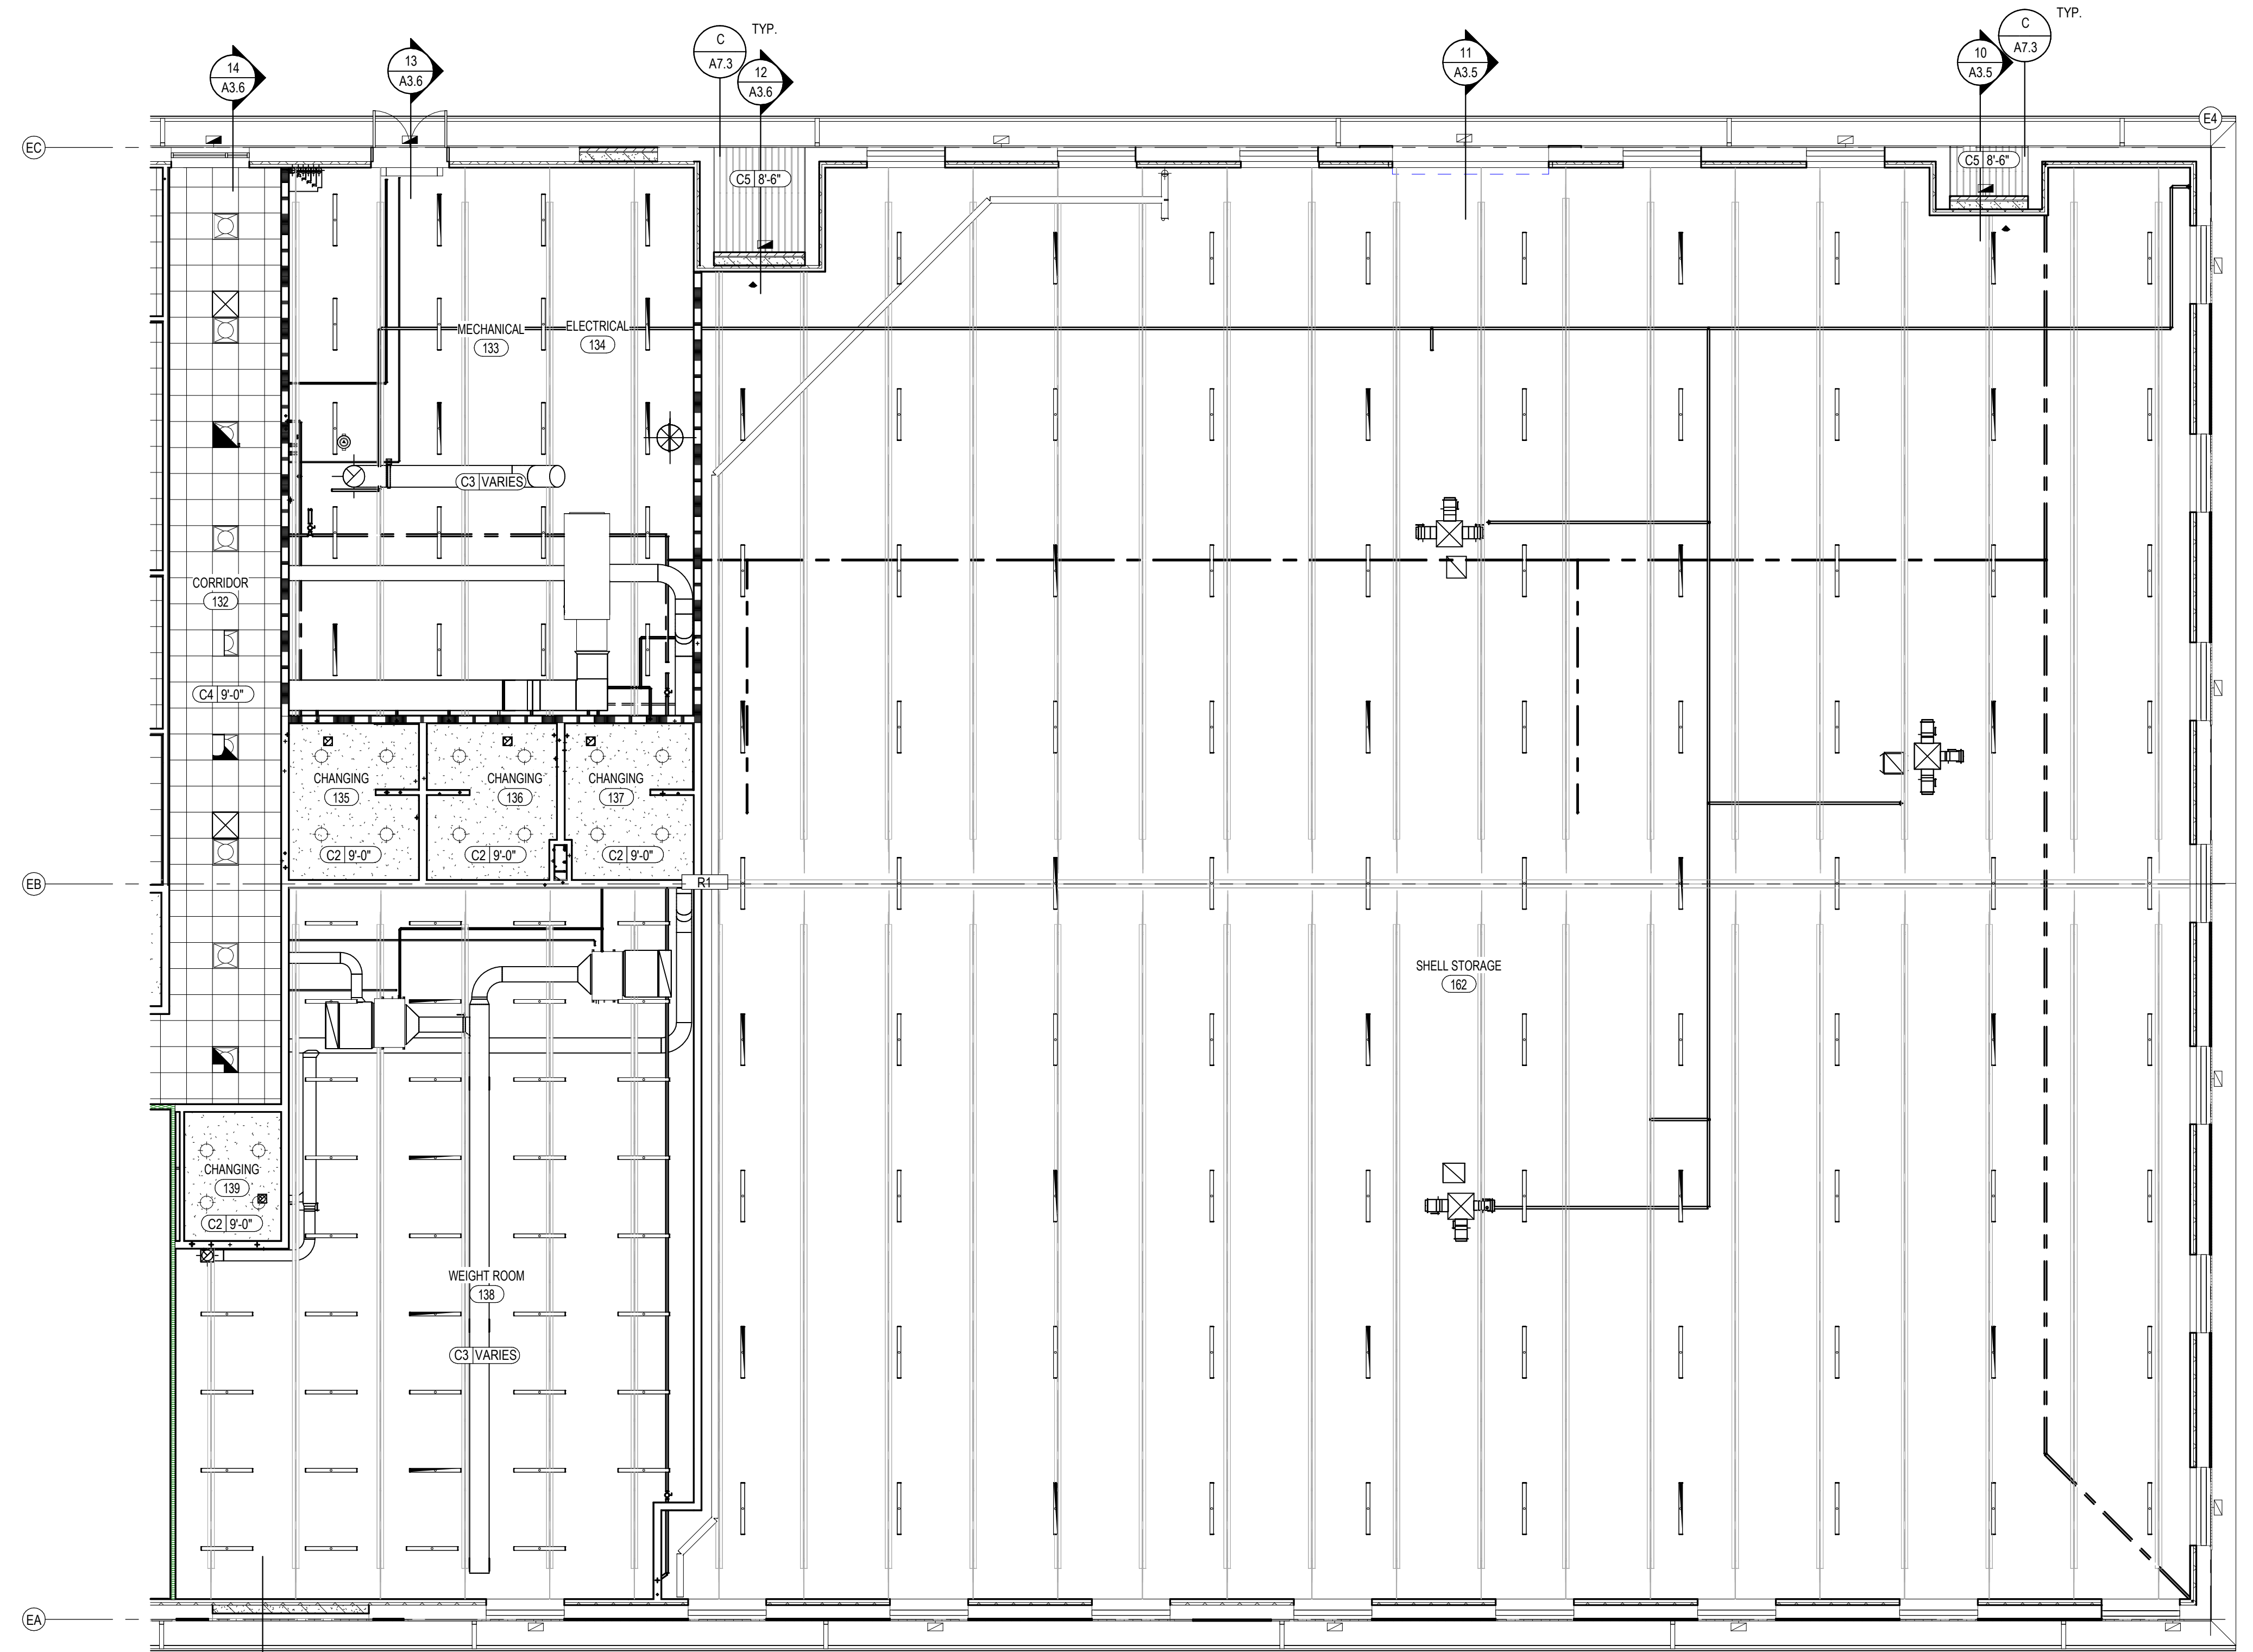 C
A7.3
TYP.
C
A7.3
TYP.
14
A3.6
13
A3.6
12
A3.6
11
A3.5
10
A3.5
E4
EC
C5 8'-6"
C5 8'-6"
MECHANICAL
133
ELECTRICAL
134
C3 VARIES
CORRIDOR
132
C4 9'-0"
CHANGING
135
CHANGING
136
CHANGING
137
C2 9'-0"
C2 9'-0"
C2 9'-0"
EB
R1
SHELL STORAGE
162
CHANGING
139
C2 9'-0"
WEIGHT ROOM
138
C3 VARIES
EA